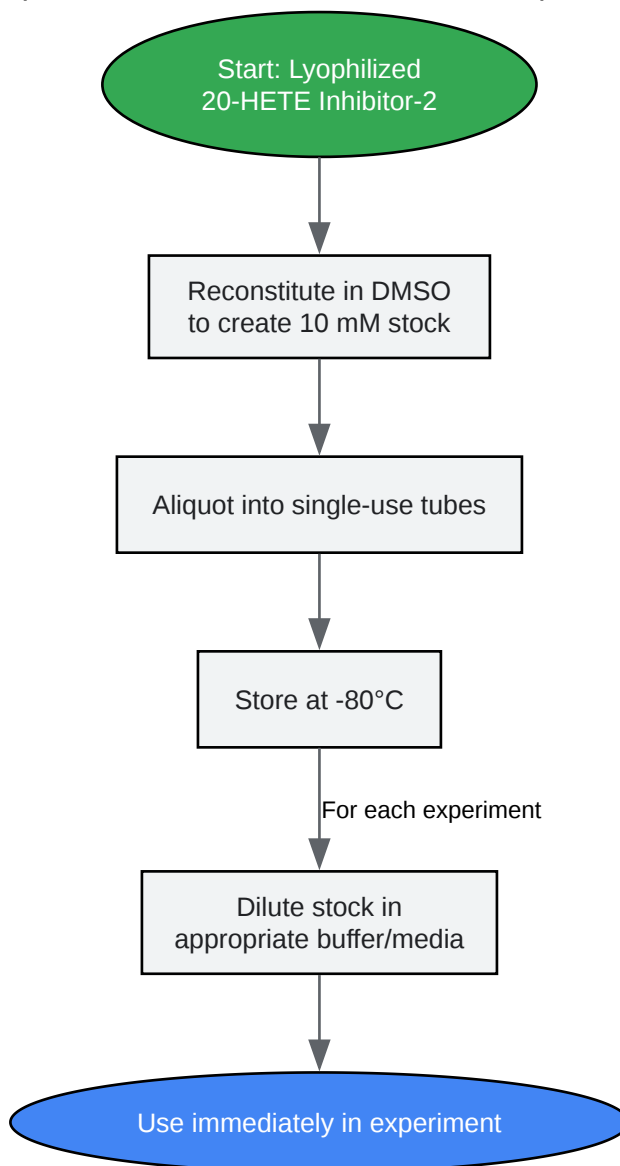 Start: Lyophilized
20-HETE Inhibitor-2
Reconstitute in DMSO
to create 10 mM stock
Aliquot into single-use tubes
Store at -80°C
For each experiment
Dilute stock in
appropriate buffer/media
Use immediately in experiment